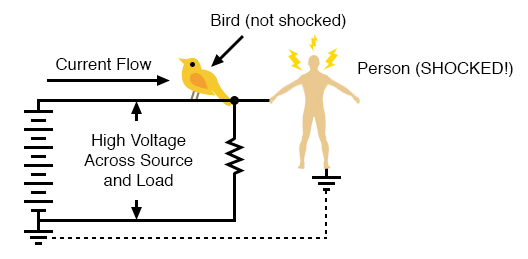 Bird (not shocked)
Current Flow
Person (SHOCKED!)
High Voltage
Across Source
and Load